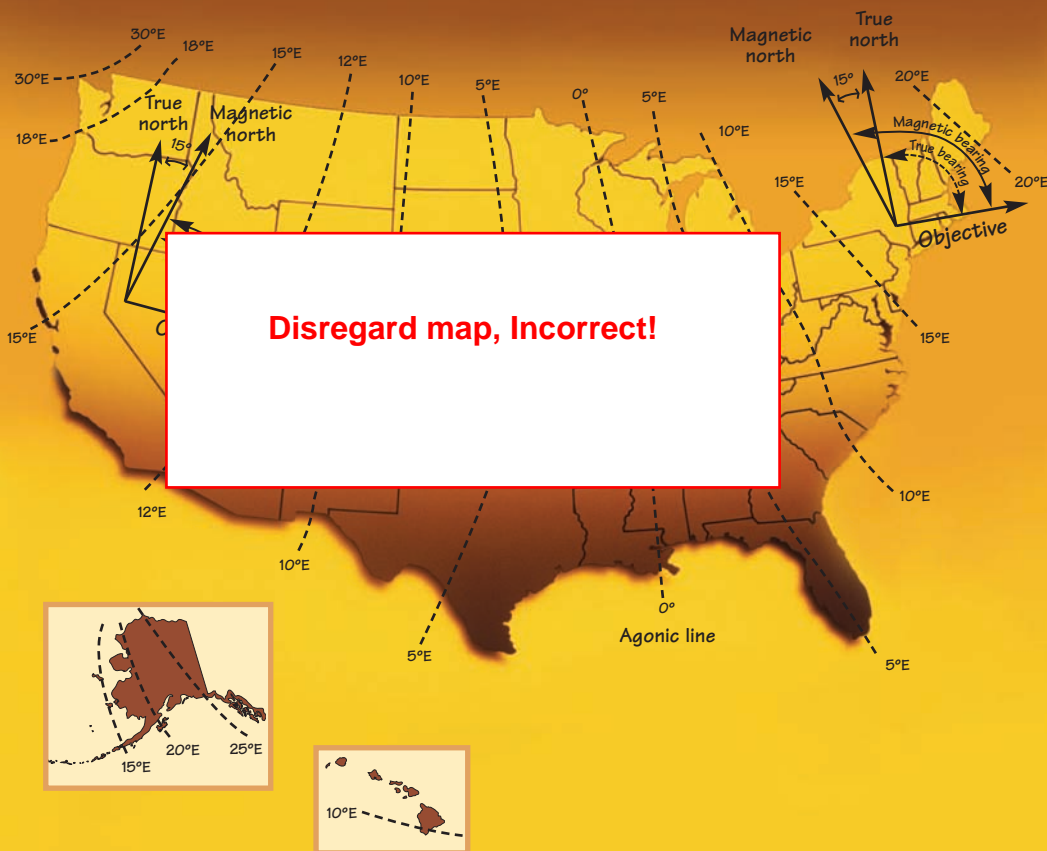 Magnetic
north
True
north
30°E
18°E
15°E
12°E
10°E
5°E
0°
5°E
10°E
15°
20°E
30°E
18°E
True
north
Magnetic
north
15°
Magnetic bearing
True bearing
15°E
20°E
Objective
15°E
O
Disregard map, Incorrect!
15°E
12°E
10°E
10°E
5°E
0°
Agonic line
5°E
15°E
20°E
25°E
10°E